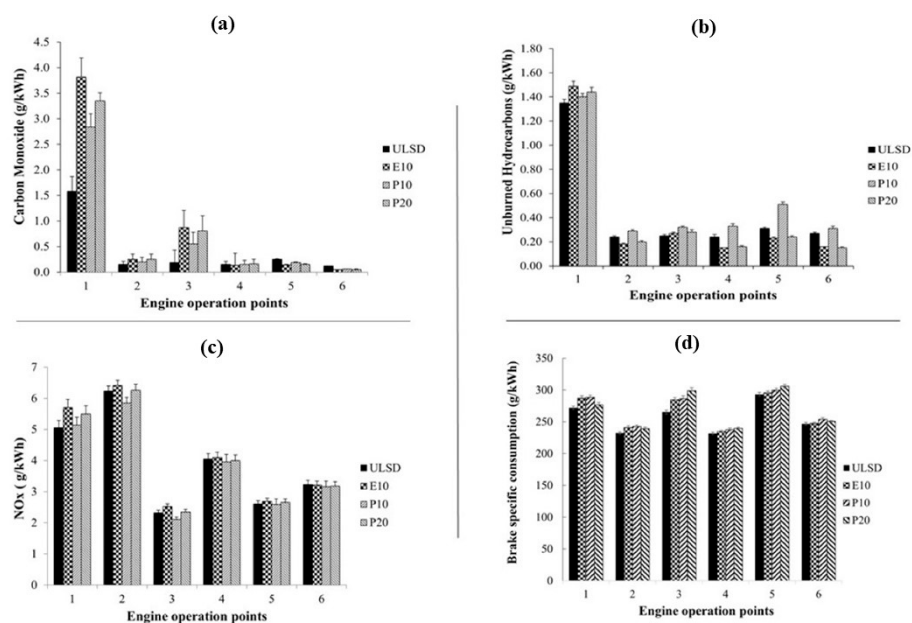 (a)
Carbon Monoxide (g/kWh)
4.5
4.0
3.5
3.0
2.5
2.0
1.5
1.0
0.5
0.0
1 2 3 4 5 6
Engine operation points
ULSD
E10
P10
P20
(b)
Unburned Hydrocarbons (g/kWh)
1.80
1.60
1.40
1.20
1.00
0.80
0.60
0.40
0.20
0.00
1 2 3 4 5 6
Engine operation points
ULSD
E10
P10
P20
(c)
NOx ( g/kWh)
7
6
5
4
3
2
1
0
1 2 3 4 5 6
Engine operation points
ULSD
E10
P10
P20
(d)
Brake specific consumption (g/kWh)
350
300
250
200
150
100
50
0
1 2 3 4 5 6
Engine operation points
ULSD
E10
P10
P20